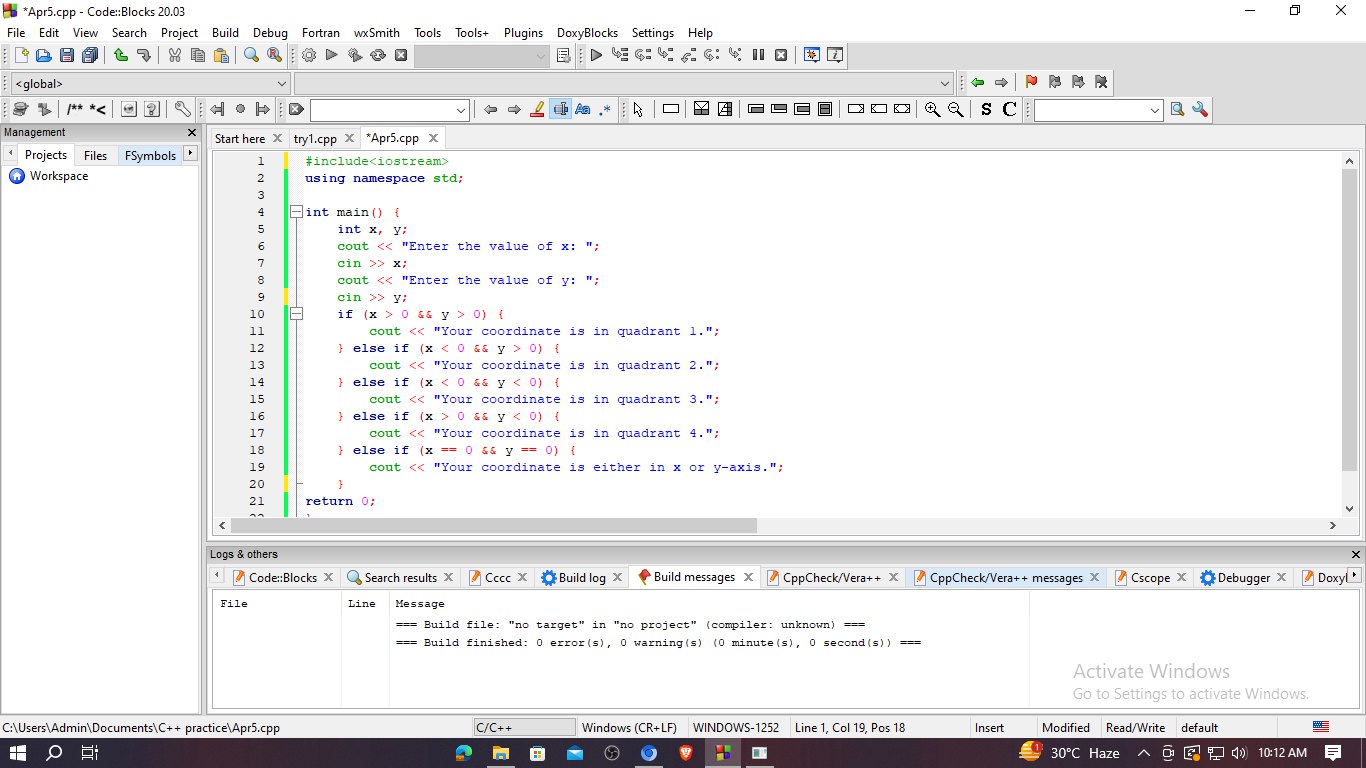 *Apr5.cpp - Code::Blocks 20.03
File Edit View Search Project Build Debug Fortran wxSmith Tools Tools+ Plugins DoxyBlocks Settings Help
<global>
/** *< Aa .* S C
Management
Start here try1.cpp *Apr5.cpp
Projects Files FSymbols
Workspace
1 #include<iostream>
2 using namespace std;
3
4 int main() {
5 int x, y;
6 cout << "Enter the value of x: ";
7 cin >> x;
8 cout << "Enter the value of y: ";
9 cin >> y;
10 if (x > 0 && y > 0) {
11 cout << "Your coordinate is in quadrant 1.";
12 } else if (x < 0 && y > 0) {
13 cout << "Your coordinate is in quadrant 2.";
14 } else if (x < 0 && y < 0) {
15 cout << "Your coordinate is in quadrant 3.";
16 } else if (x > 0 && y < 0) {
17 cout << "Your coordinate is in quadrant 4.";
18 } else if (x == 0 && y == 0) {
19 cout << "Your coordinate is either in x or y-axis.";
20 }
21 return 0;
22 }
Logs & others
Code::Blocks Search results Cccc Build log Build messages CppCheck/Vera++ CppCheck/Vera++ messages Cscope Debugger Doxyl
File Line Message
=== Build file: "no target" in "no project" (compiler: unknown) ===
=== Build finished: 0 error(s), 0 warning(s) (0 minute(s), 0 second(s)) ===
Activate Windows
Go to Settings to activate Windows.
C:\Users\Admin\Documents\C++ practice\Apr5.cpp C/C++ Windows (CR+LF) WINDOWS-1252 Line 1, Col 19, Pos 18 Insert Modified Read/Write default
1 30°C Haze 10:12 AM